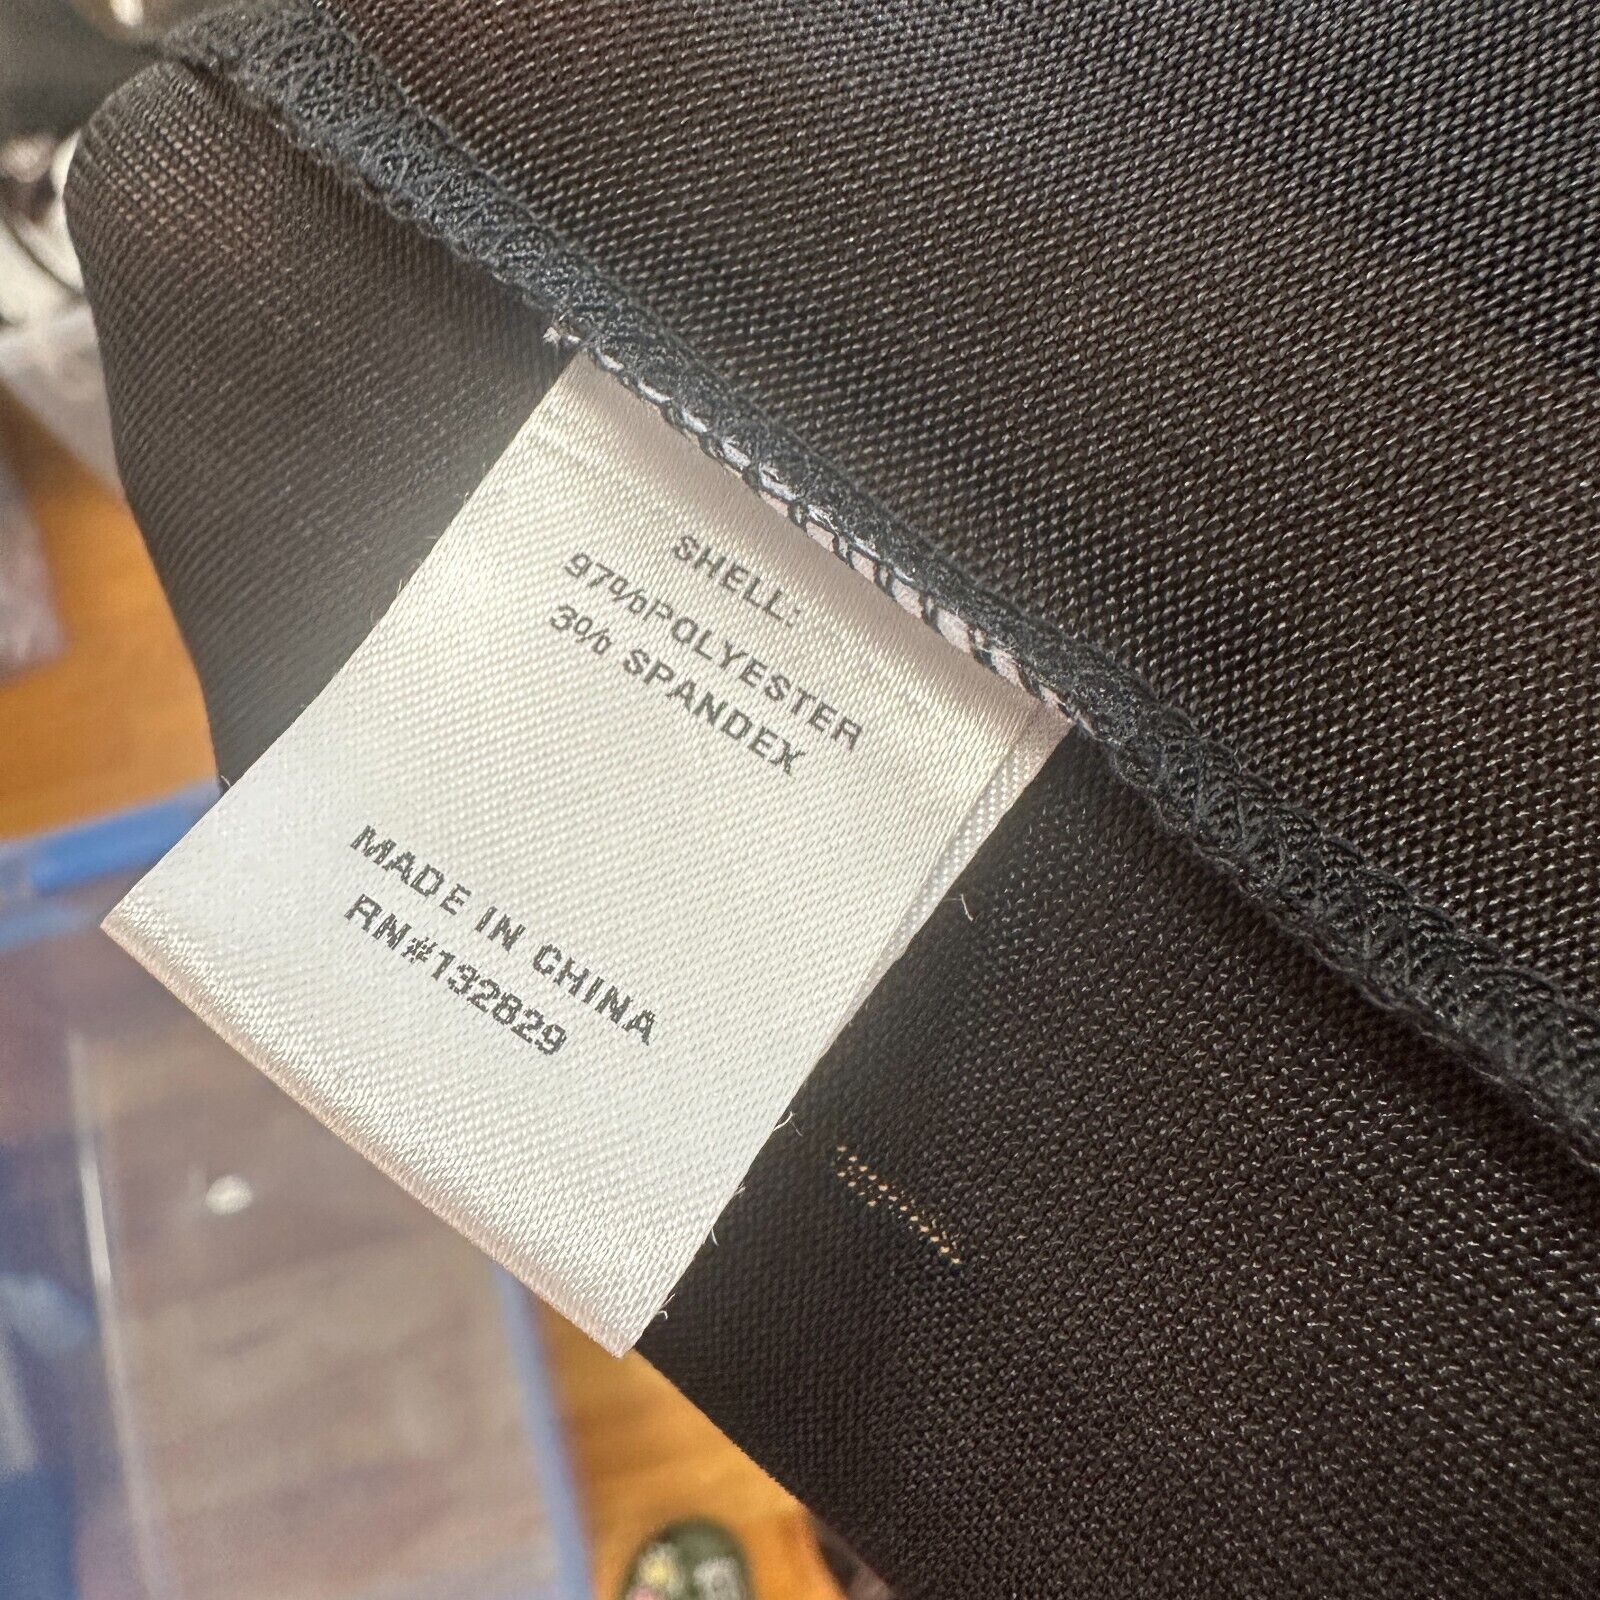 SHELL:
97%POLYESTER
3% SPANDEX
MADE IN CHINA
RN#132829